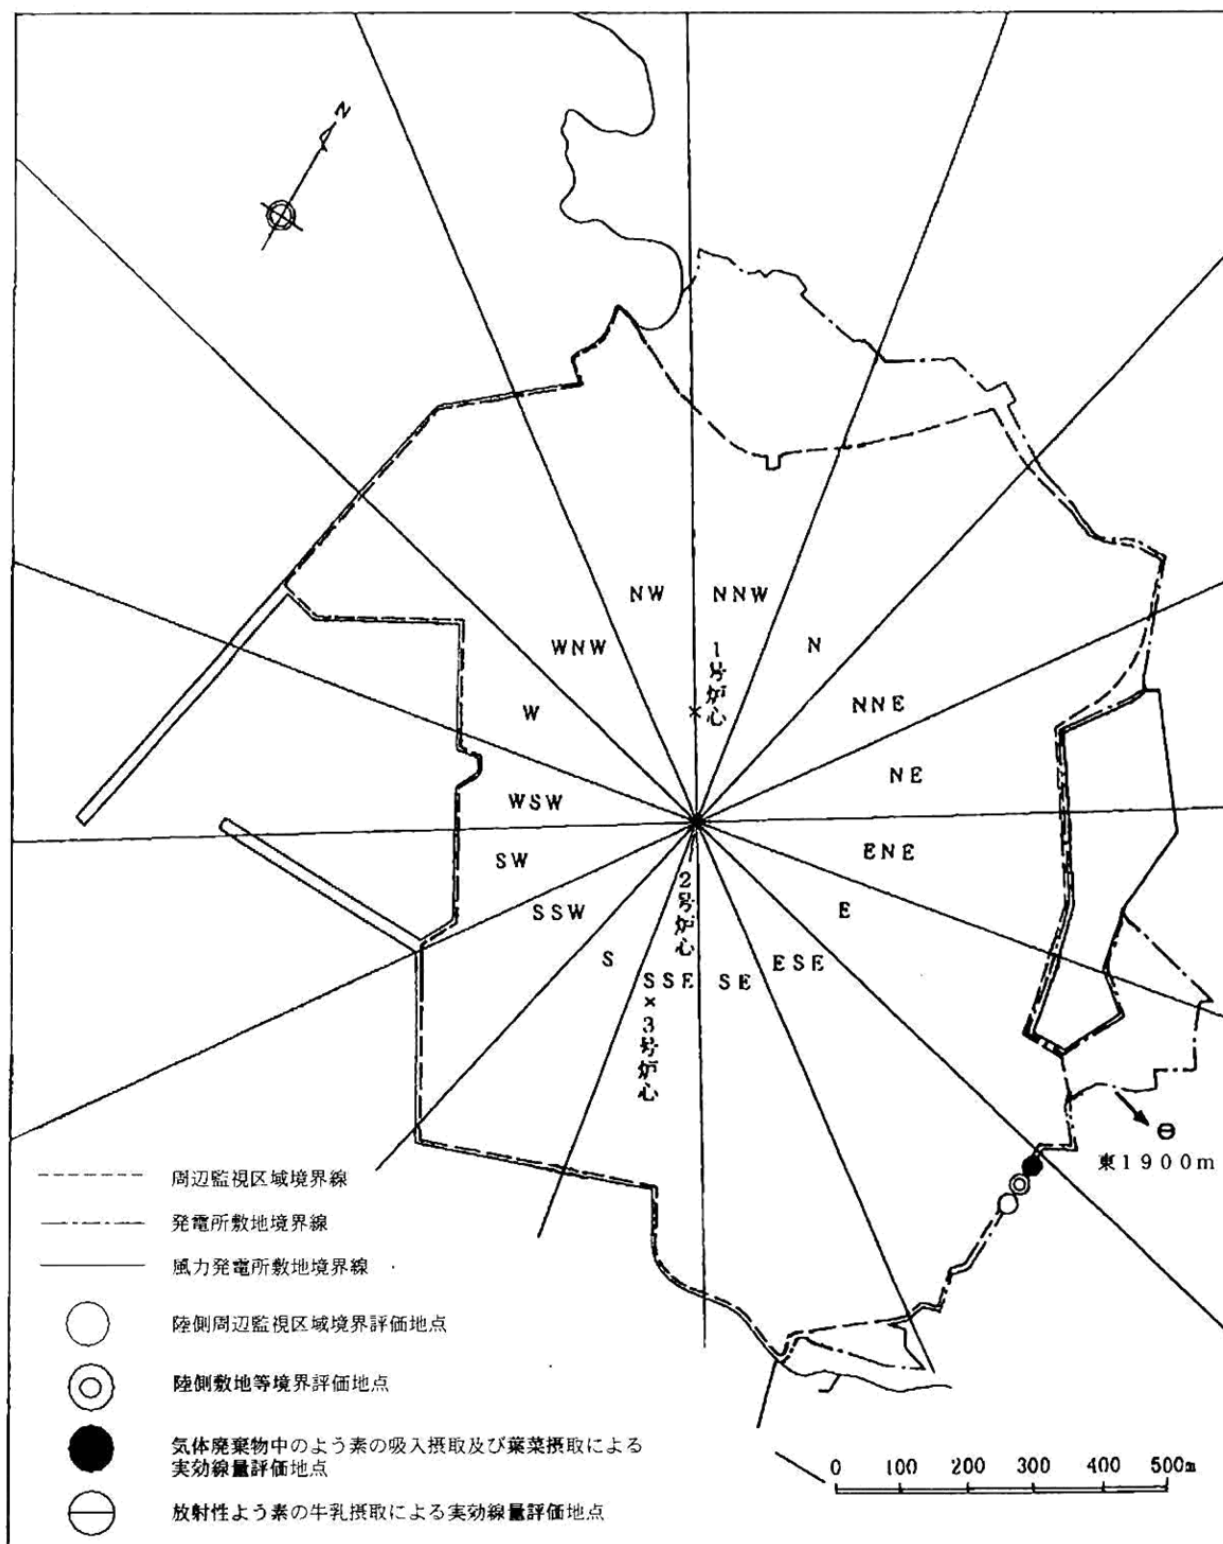 N
NW
NNW
WNW
N
1号炉心
W
NNE
WSW
NE
SW
ENE
2号炉心
SSW
E
S
SSE
SE
ESE
3号炉心
東1900m
周辺監視区域境界線
発電所敷地境界線
風力発電所敷地境界線
陸側周辺監視区域境界評価地点
陸側敷地等境界評価地点
気体廃棄物中のよう素の吸入摂取及び葉菜摂取による
実効線量評価地点
放射性よう素の牛乳摂取による実効線量評価地点
0 100 200 300 400 500m